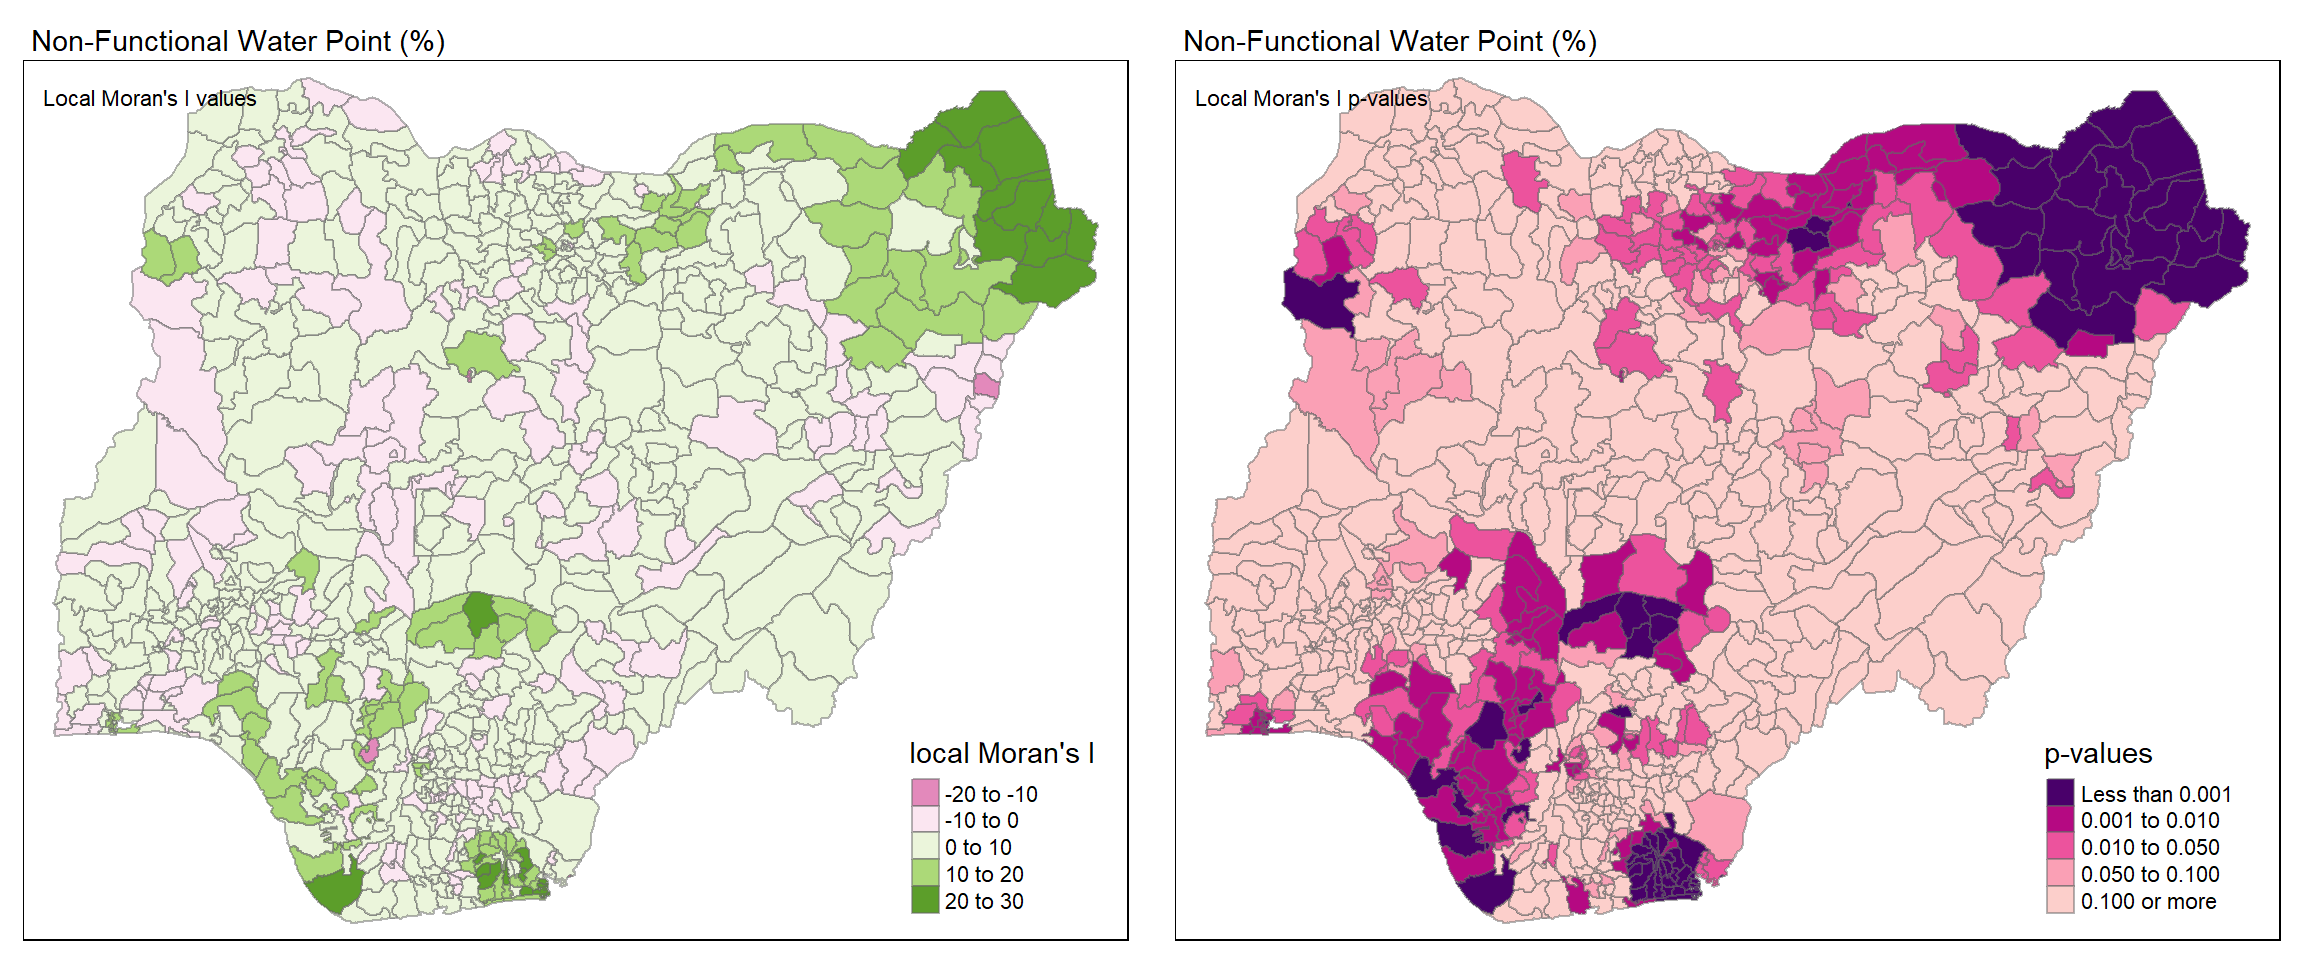 Non-Functional Water Point (%)
Local Moran's I values
local Moran's I
-20 to -10
-10 to 0
0 to 10
10 to 20
20 to 30
Non-Functional Water Point (%)
Local Moran's I p-values
p-values
Less than 0.001
0.001 to 0.010
0.010 to 0.050
0.050 to 0.100
0.100 or more